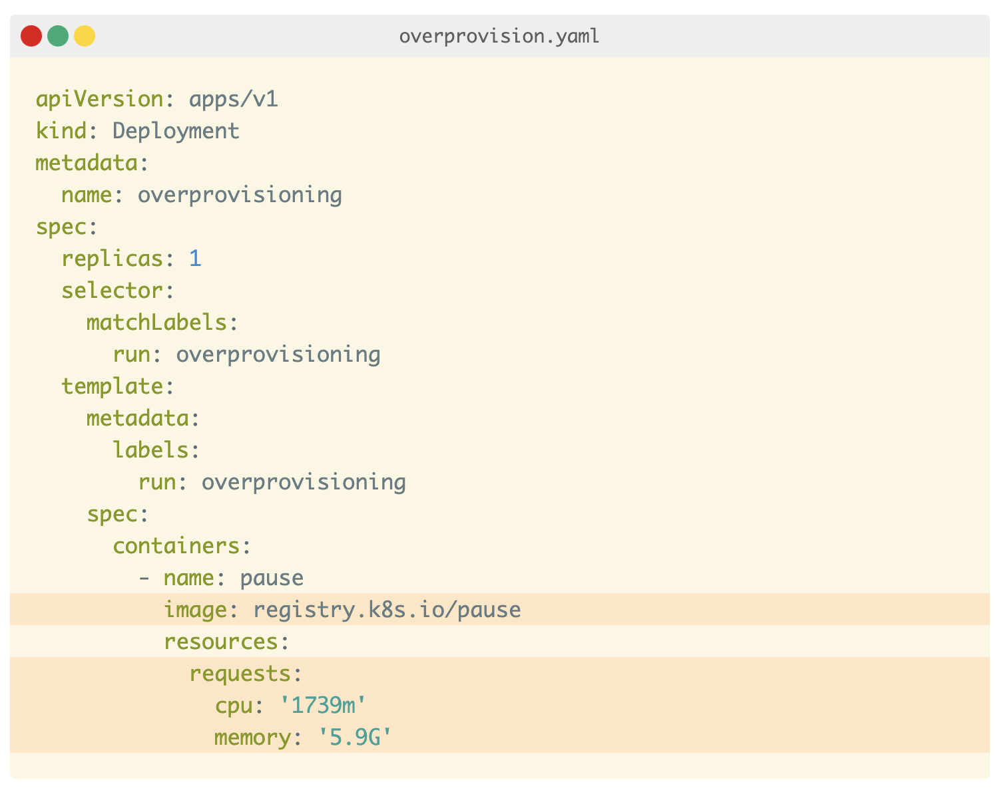 overprovision.yaml
apiVersion: apps/v1
kind: Deployment
metadata:
  name: overprovisioning
spec:
  replicas: 1
  selector:
    matchLabels:
      run: overprovisioning
  template:
    metadata:
      labels:
        run: overprovisioning
    spec:
      containers:
        - name: pause
          image: registry.k8s.io/pause
          resources:
            requests:
              cpu: '1739m'
              memory: '5.9G'